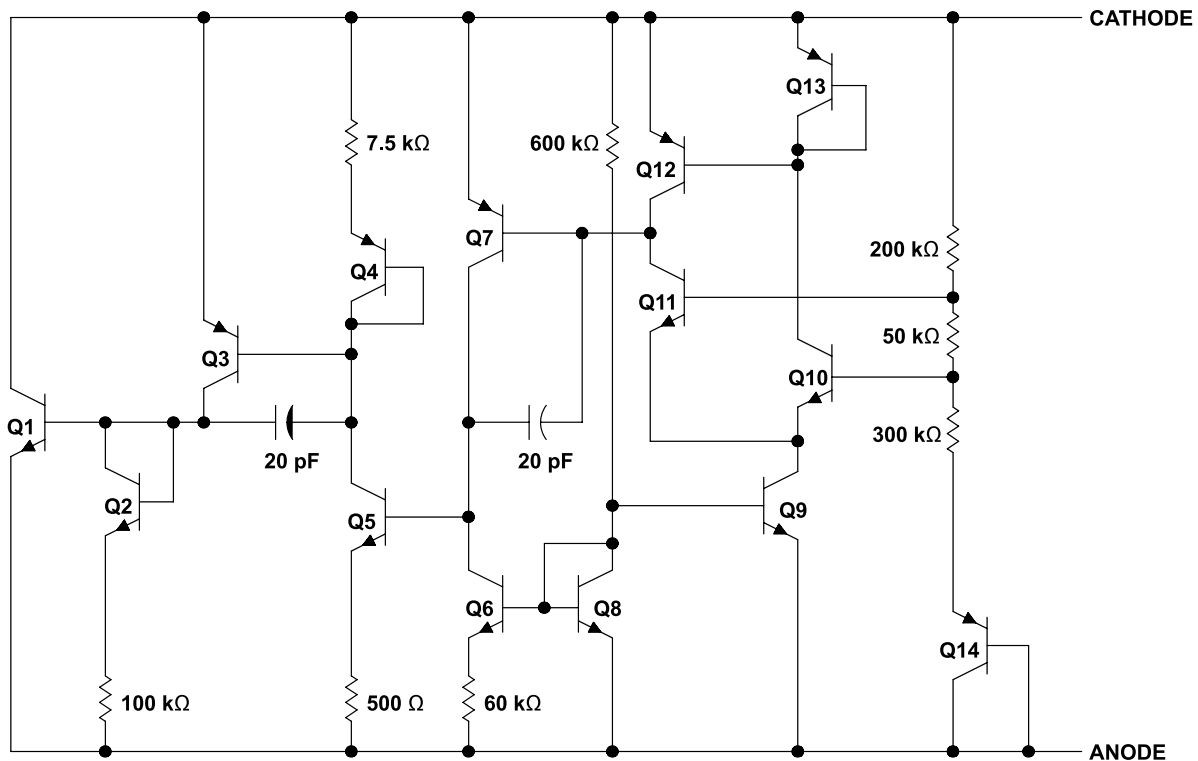 CATHODE
Q13
7.5 kΩ
600 kΩ
Q12
Q7
200 kΩ
Q4
Q11
50 kΩ
Q3
Q10
Q1
300 kΩ
20 pF
20 pF
Q2
Q5
Q9
Q6
Q8
Q14
100 kΩ
500 Ω
60 kΩ
ANODE